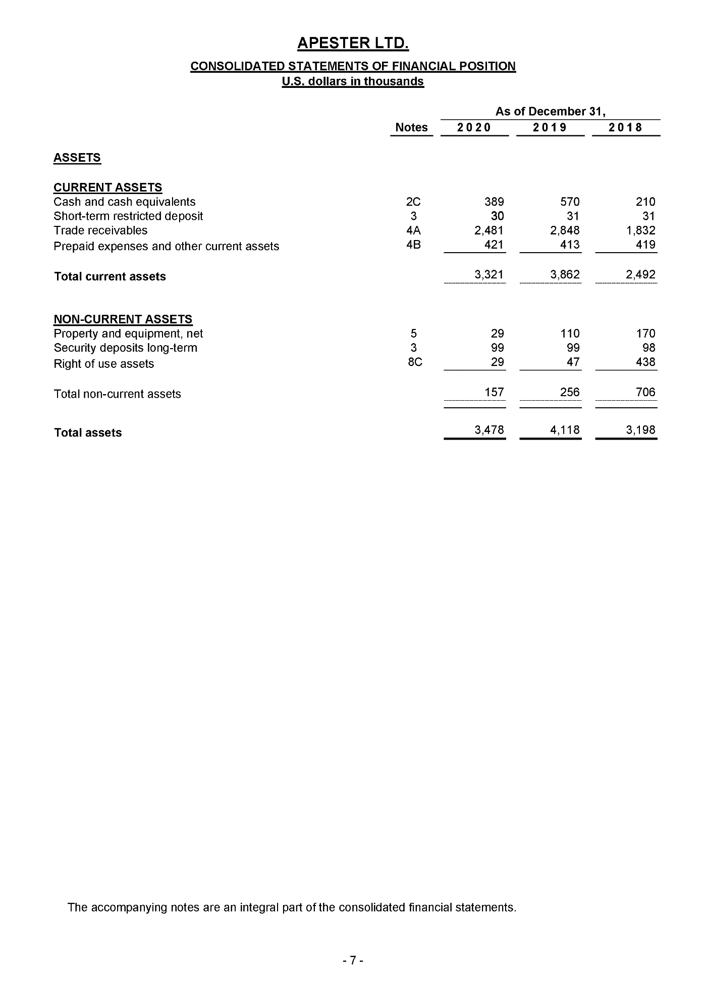 APESTER LTD.
CONSOLIDATED STATEMENTS OF FINANCIAL POSITION
U.S. dollars in thousands
As of December 31,
Notes 2020 2019 2018
ASSETS
CURRENT ASSETS
Cash and cash equivalents 2C 389 570 210
Short-term restricted deposit 3 30 31 31
Trade receivables 4A 2,481 2,848 1,832
Prepaid expenses and other current assets 4B 421 413 419
Total current assets 3,321 3,862 2,492
NON-CURRENT ASSETS
Property and equipment, net 5 29 110 170
Security deposits long-term 3 99 99 98
Right of use assets 8C 29 47 438
Total non-current assets 157 256 706
Total assets 3,478 4,118 3,198
The accompanying notes are an integral part of the consolidated financial statements.
- 7 -